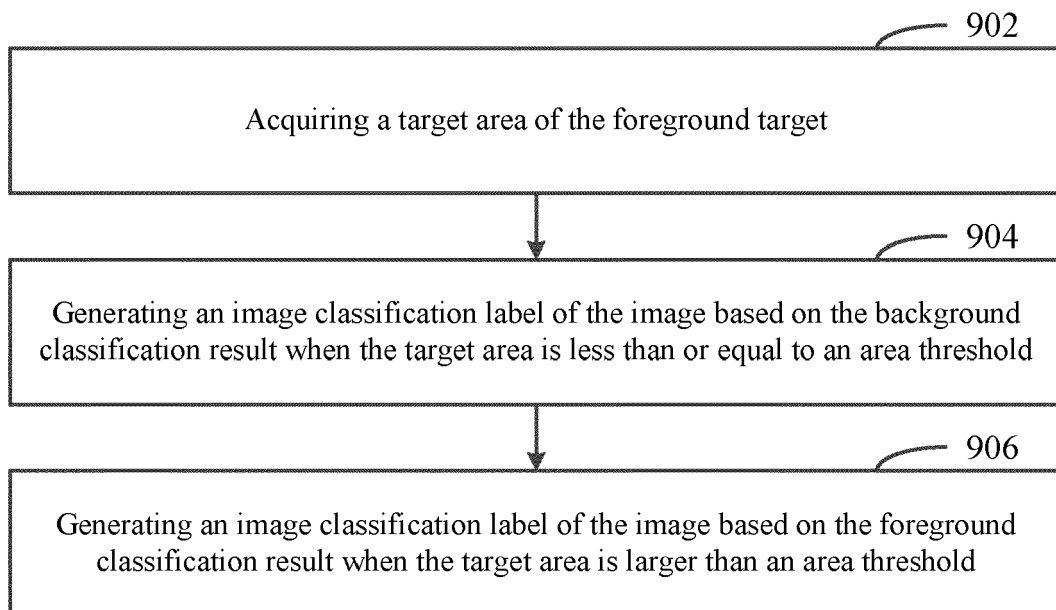 902
Acquiring a target area of the foreground target
904
Generating an image classification label of the image based on the background
classification result when the target area is less than or equal to an area threshold
906
Generating an image classification label of the image based on the foreground
classification result when the target area is larger than an area threshold